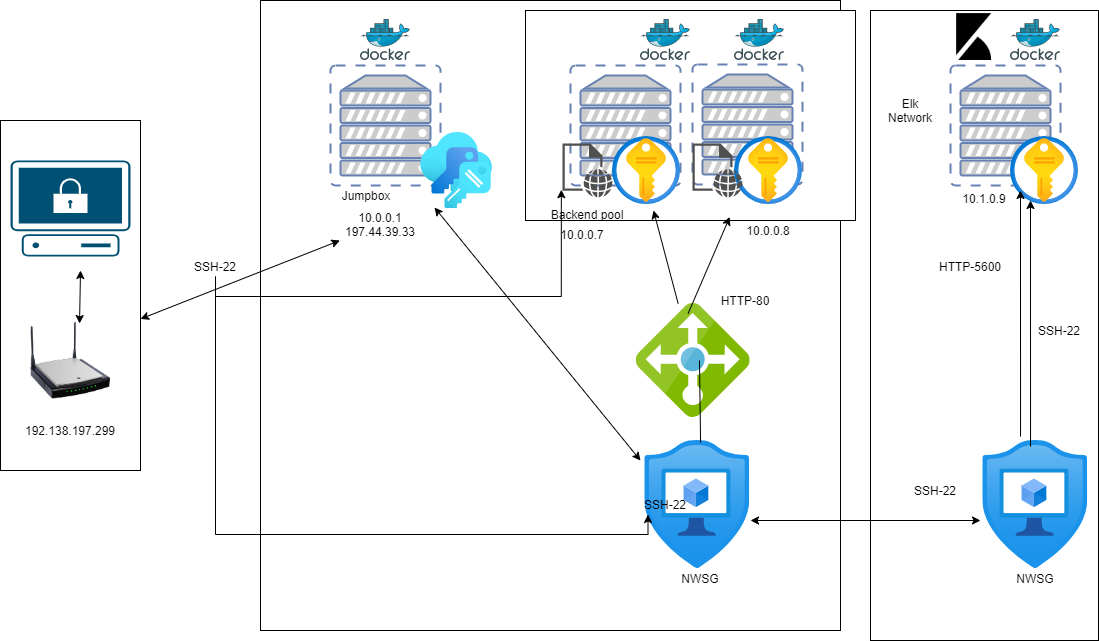 docker
docker
docker
docker
Elk
Network
Jumpbox
10.0.0.1
197.44.39.33
Backend pool
10.0.0.7
10.0.0.8
10.1.0.9
SSH-22
HTTP-5600
HTTP-80
SSH-22
192.138.197.299
SSH-22
SSH-22
NWSG
NWSG